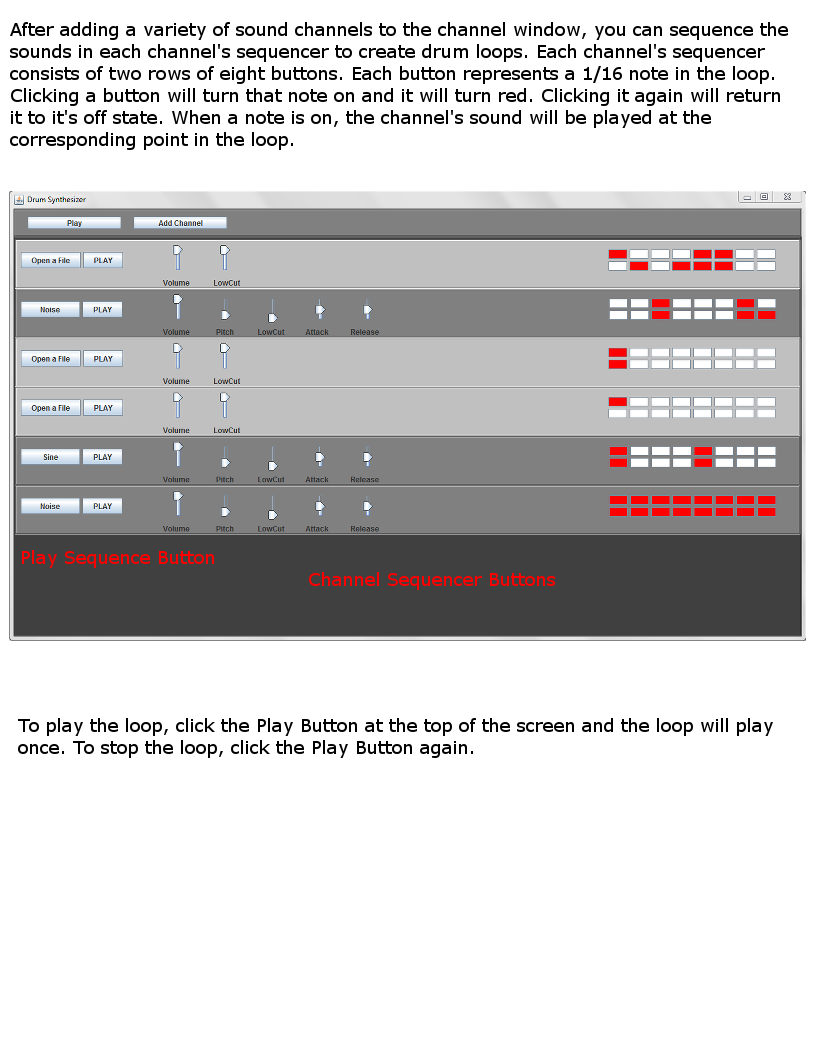 After adding a variety of sound channels to the channel window, you can sequence the
sounds in each channel's sequencer to create drum loops. Each channel's sequencer
consists of two rows of eight buttons. Each button represents a 1/16 note in the loop.
Clicking a button will turn that note on and it will turn red. Clicking it again will return
it to it's off state. When a note is on, the channel's sound will be played at the
corresponding point in the loop.
Drum Synthesizer
Play Add Channel
Open a File PLAY
Volume LowCut
Noise PLAY
Volume Pitch LowCut Attack Release
Open a File PLAY
Volume LowCut
Open a File PLAY
Volume LowCut
Sine PLAY
Volume Pitch LowCut Attack Release
Noise PLAY
Volume Pitch LowCut Attack Release
Play Sequence Button
Channel Sequencer Buttons
To play the loop, click the Play Button at the top of the screen and the loop will play
once. To stop the loop, click the Play Button again.